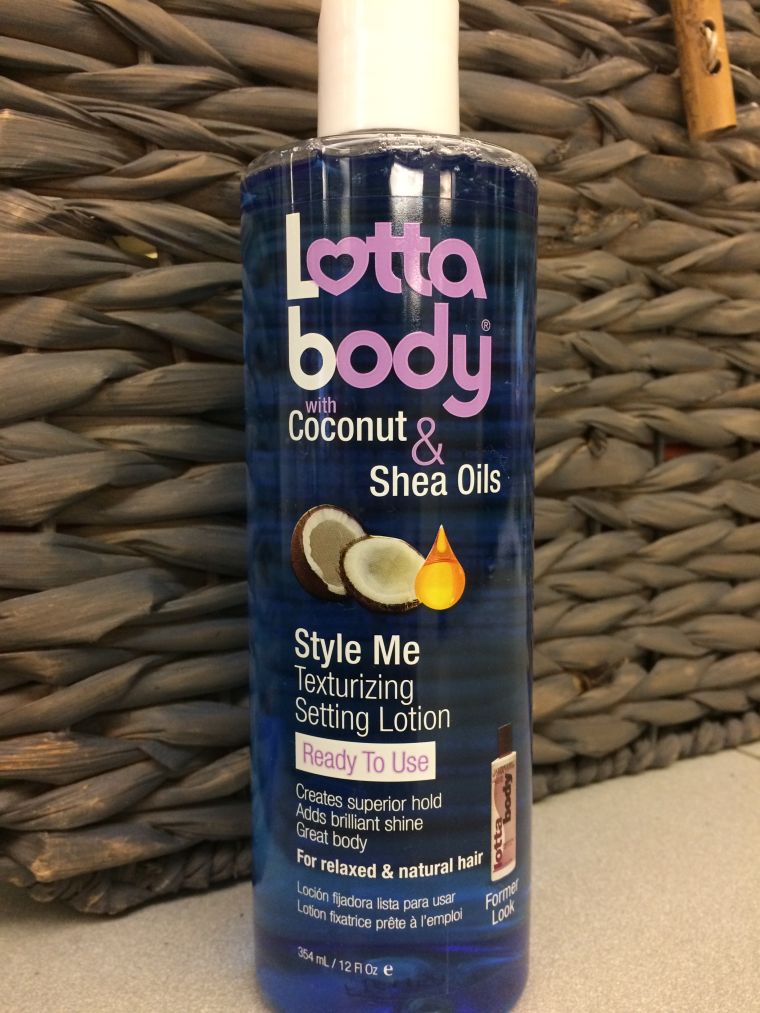 Lotta
body®
with
Coconut &
Shea Oils
Style Me
Texturizing
Setting Lotion
Ready To Use
Creates superior hold
Adds brilliant shine
Great body
For relaxed & natural hair
lotta
body
Former
Look
Loción fijadora lista para usar
Lotion fixatrice prête à l'emploi
354 mL / 12 Fl Oz e